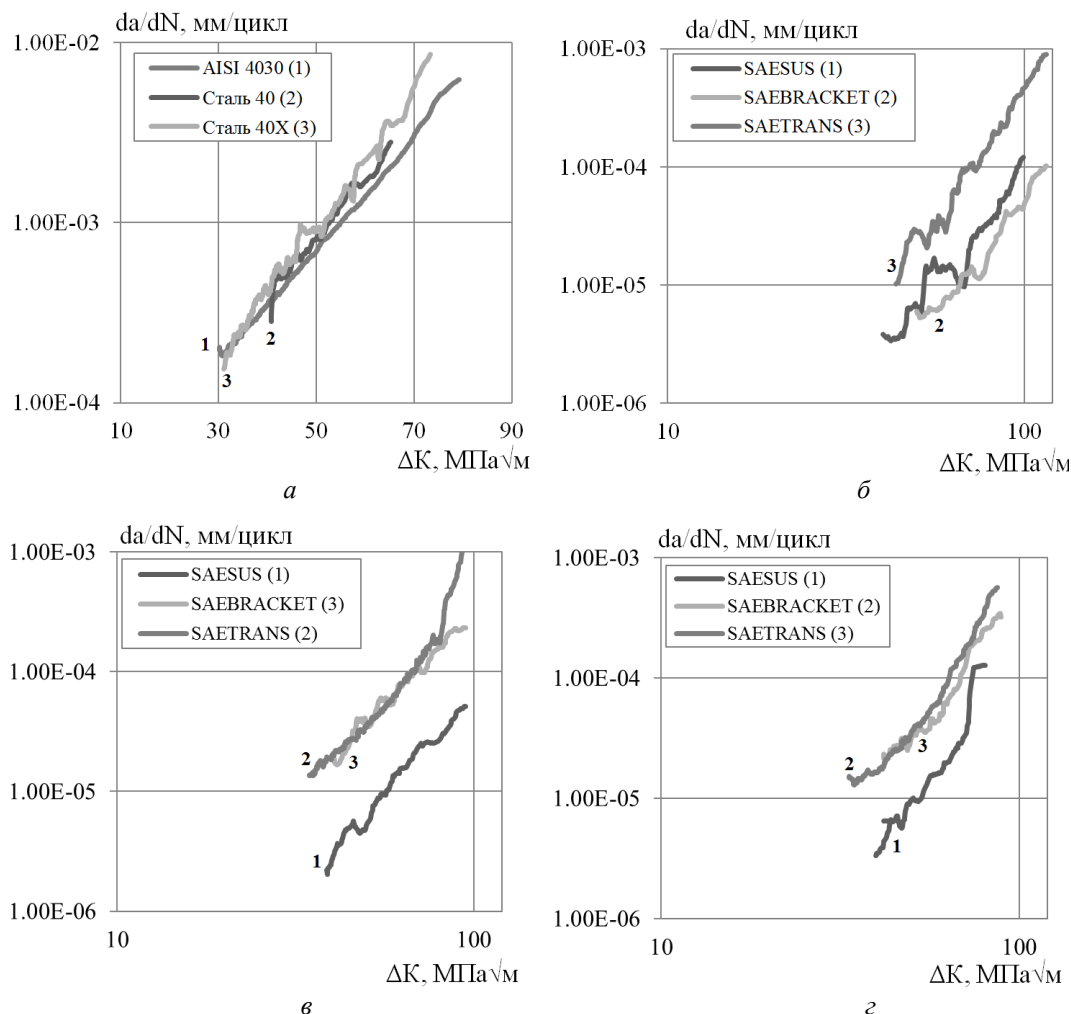 da/dN, мм/цикл
1.00E-02
AISI 4030 (1)
Сталь 40 (2)
Сталь 40X (3)
1.00E-03
1
2
3
1.00E-04
10
30
50
70
90
ΔK, МПа√м
а
da/dN, мм/цикл
1.00E-03
SAESUS (1)
SAEBRACKET (2)
SAETRANS (3)
1.00E-04
3
1.00E-05
2
1.00E-06
10
100
ΔK, МПа√м
б
da/dN, мм/цикл
1.00E-03
SAESUS (1)
SAEBRACKET (3)
SAETRANS (2)
1.00E-04
2
3
1.00E-05
1
1.00E-06
10
100
ΔK, МПа√м
в
da/dN, мм/цикл
1.00E-03
SAESUS (1)
SAEBRACKET (2)
SAETRANS (3)
1.00E-04
2
3
1.00E-05
1
1.00E-06
10
100
ΔK, МПа√м
г